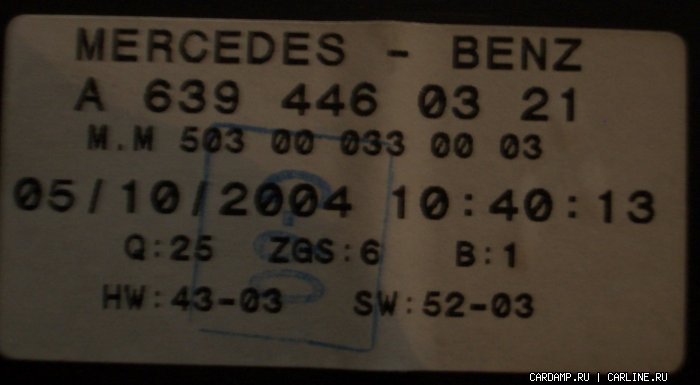 MERCEDES - BENZ
A 639 446 03 21
M.M 503 00 033 00 03
05/10/2004 10:40:13
Q:25 ZGS:6 B:1
HW:43-03 SW:52-03
CARDAMP.RU | CARLINE.RU